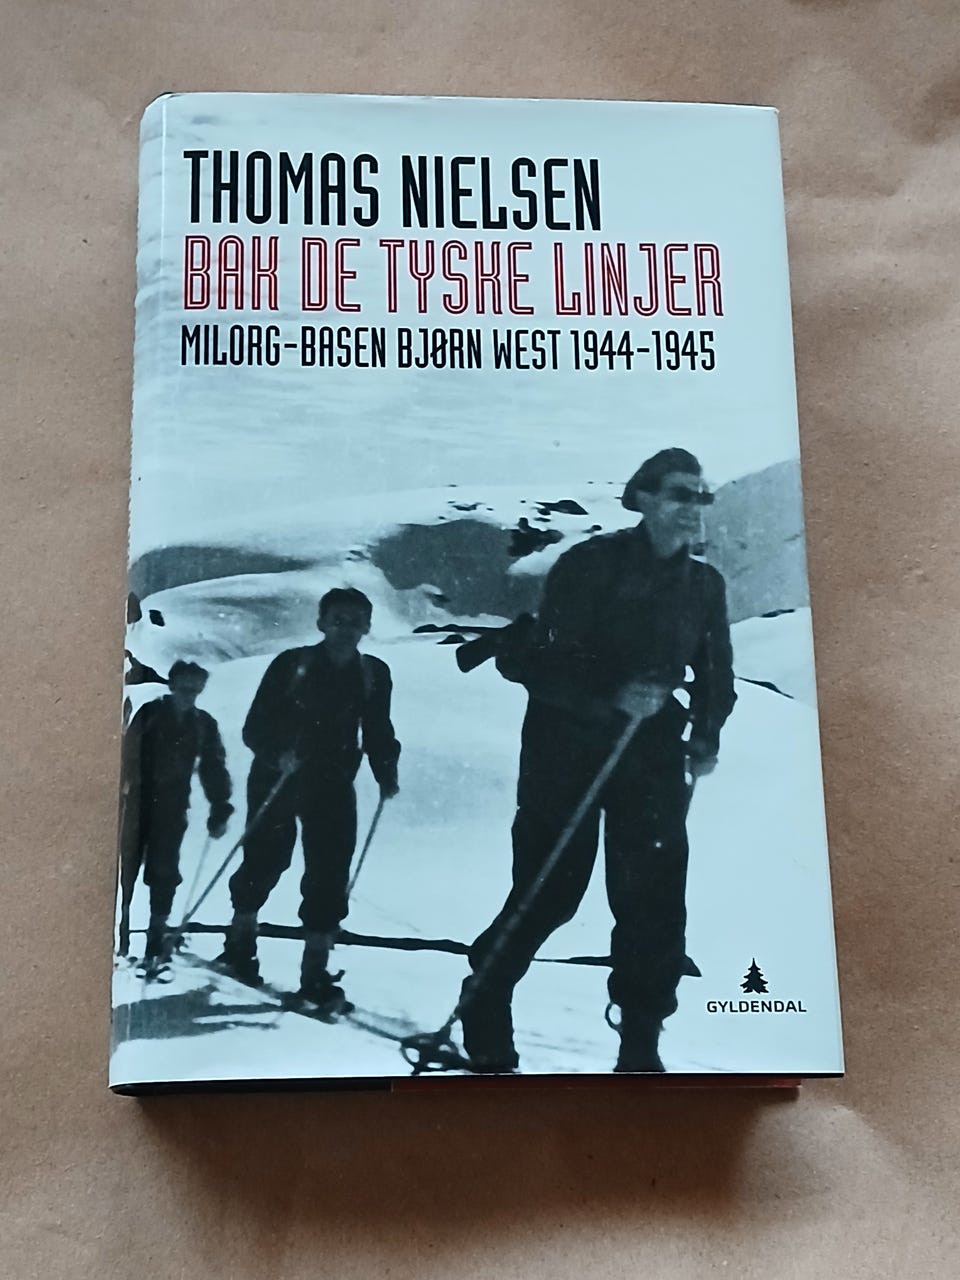 THOMAS NIELSEN
BAK DE TYSKE LINJER
MILORG-BASEN BJØRN WEST 1944-1945
GYLDENDAL